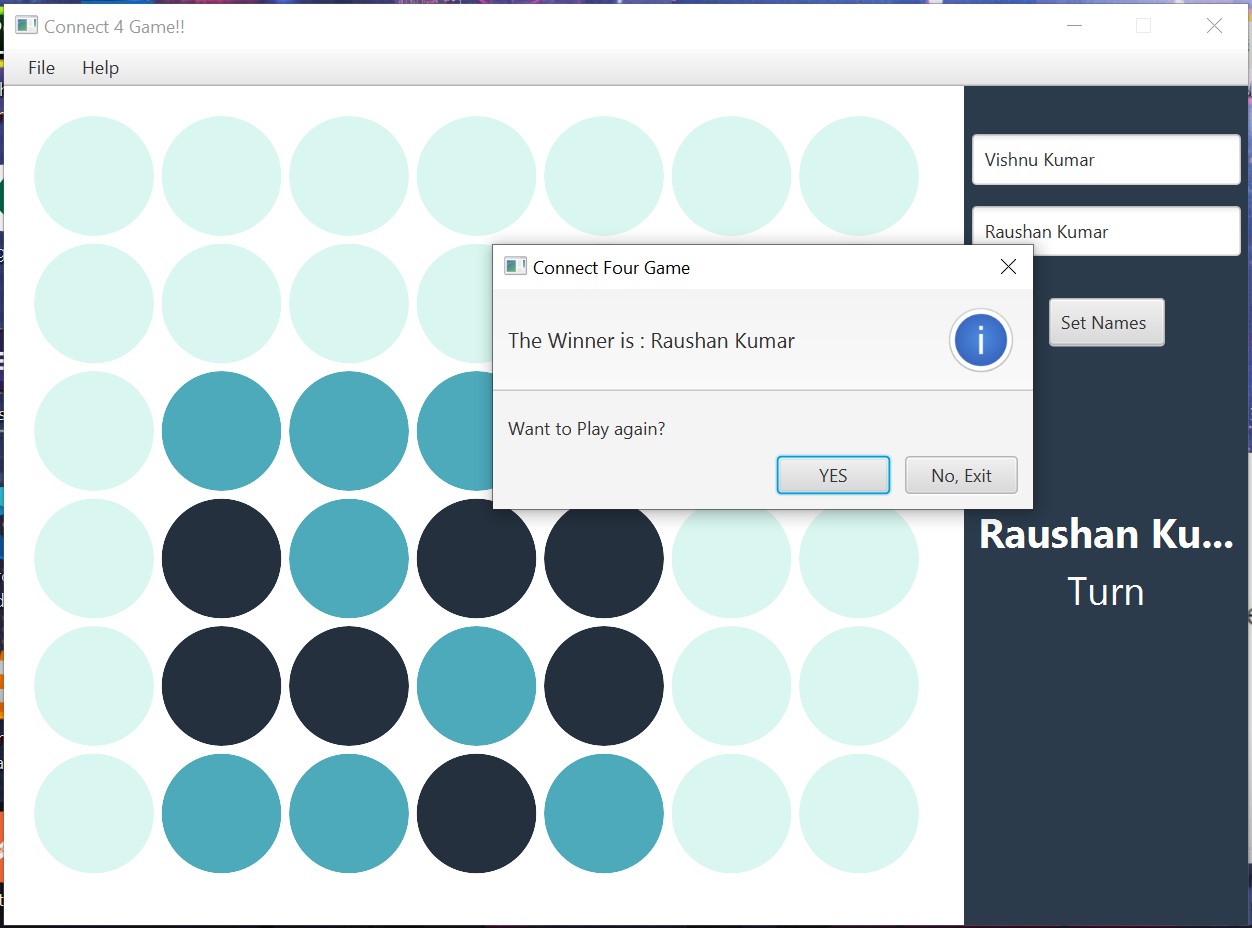 Connect 4 Game!!
File Help
Vishnu Kumar
Raushan Kumar
Connect Four Game
Set Names
The Winner is : Raushan Kumar
i
Want to Play again?
YES No, Exit
Raushan Ku...
Turn